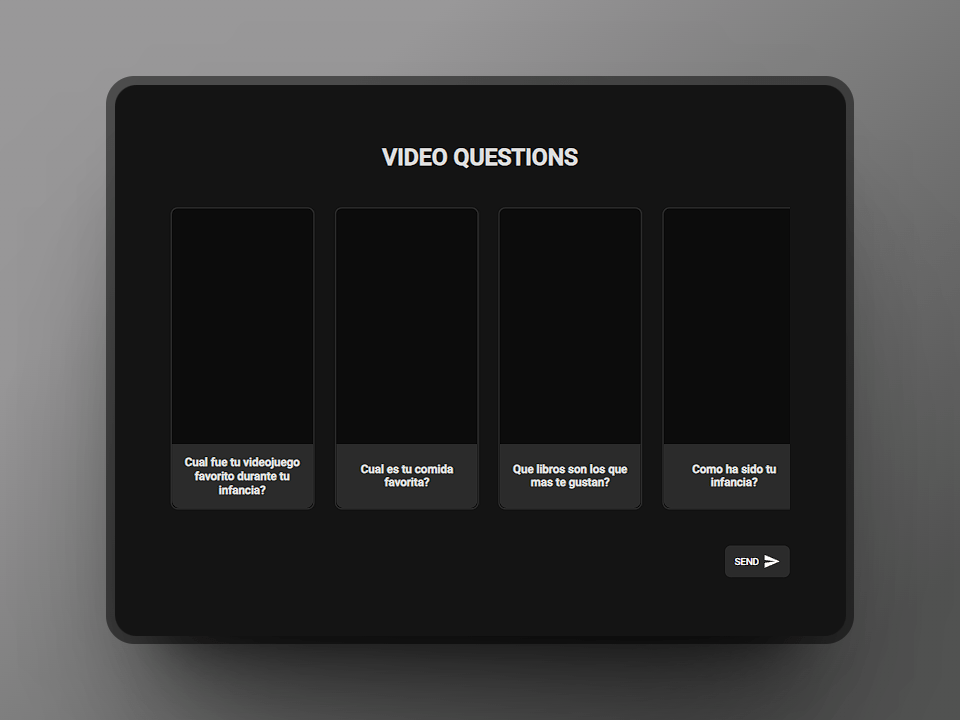 VIDEO QUESTIONS
Cual fue tu videojuego
favorito durante tu
infancia?
Cual es tu comida
favorita?
Que libros son los que
mas te gustan?
Como ha sido tu
infancia?
SEND